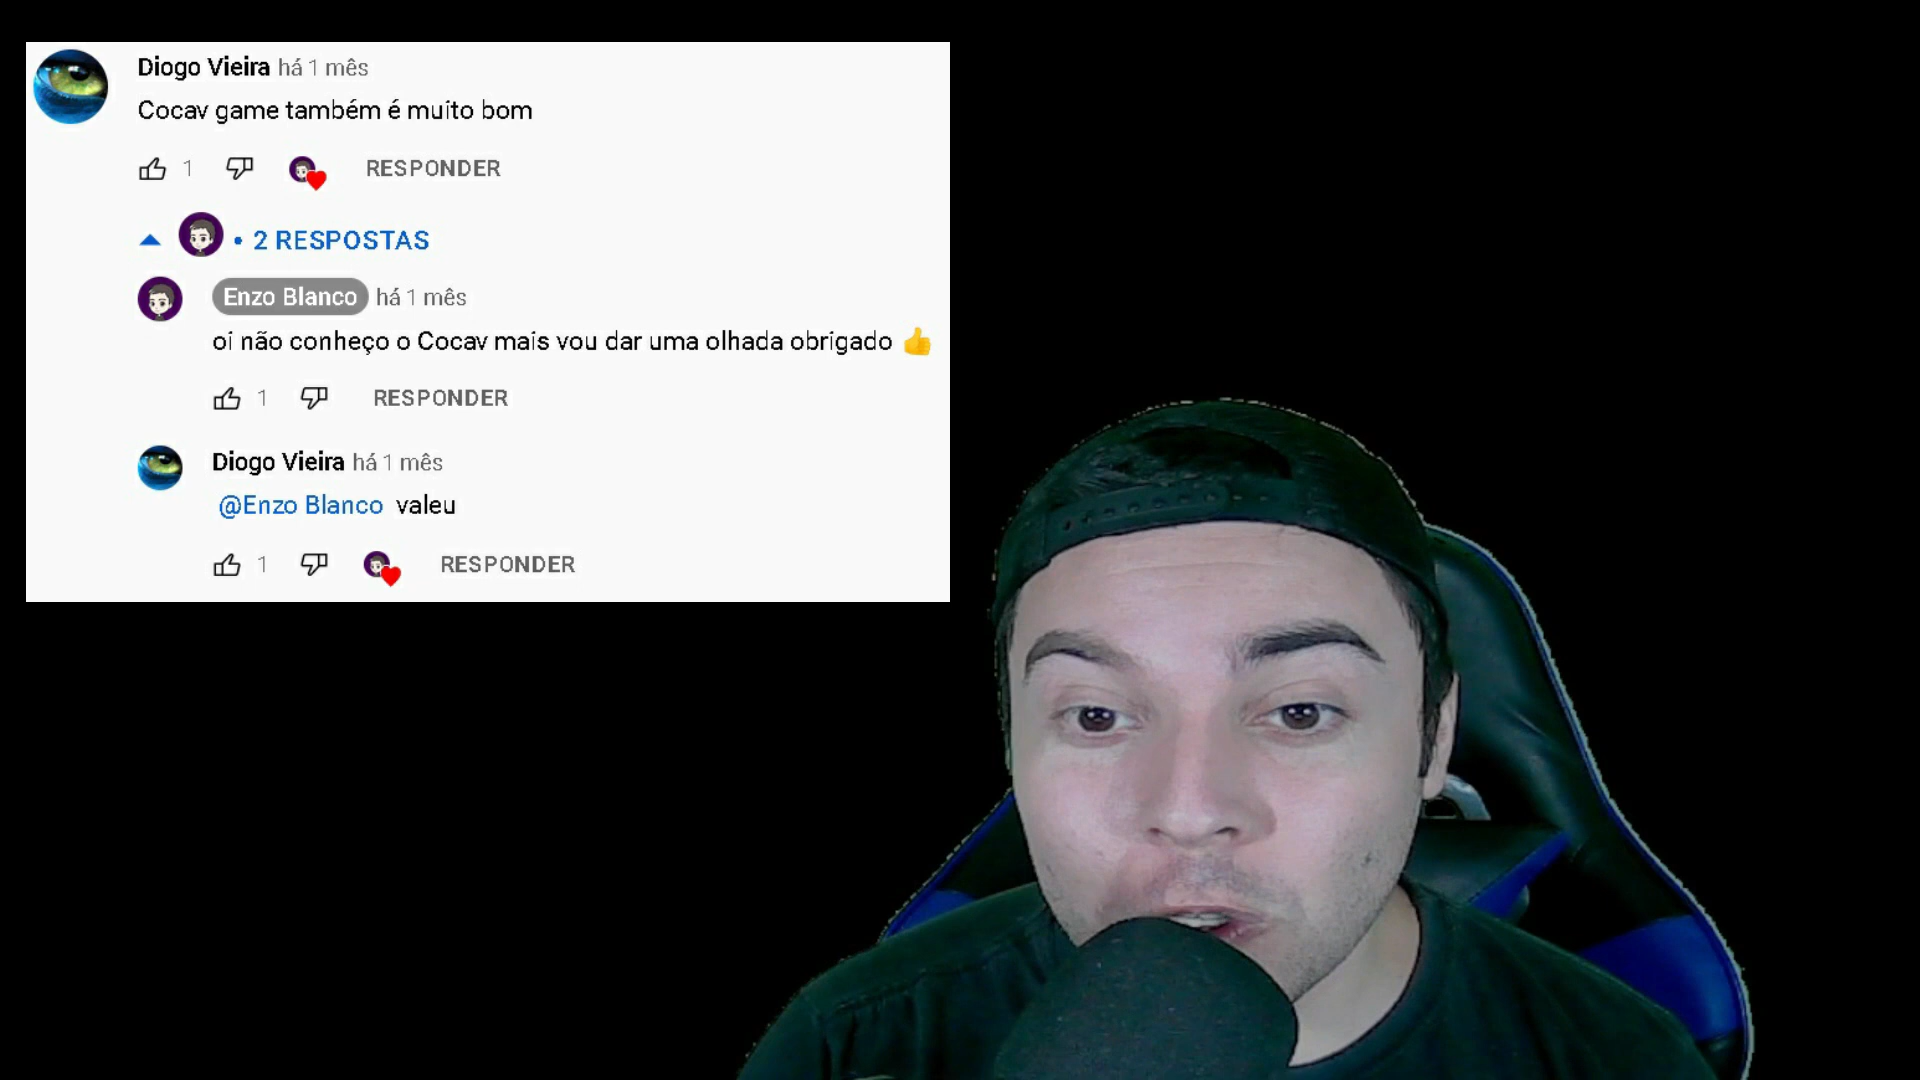 Diogo Vieira há 1 mês
Cocav game também é muito bom
1 RESPONDER
• 2 RESPOSTAS
Enzo Blanco há 1 mês
oi não conheço o Cocav mais vou dar uma olhada obrigado 👍
1 RESPONDER
Diogo Vieira há 1 mês
@Enzo Blanco valeu
1 RESPONDER